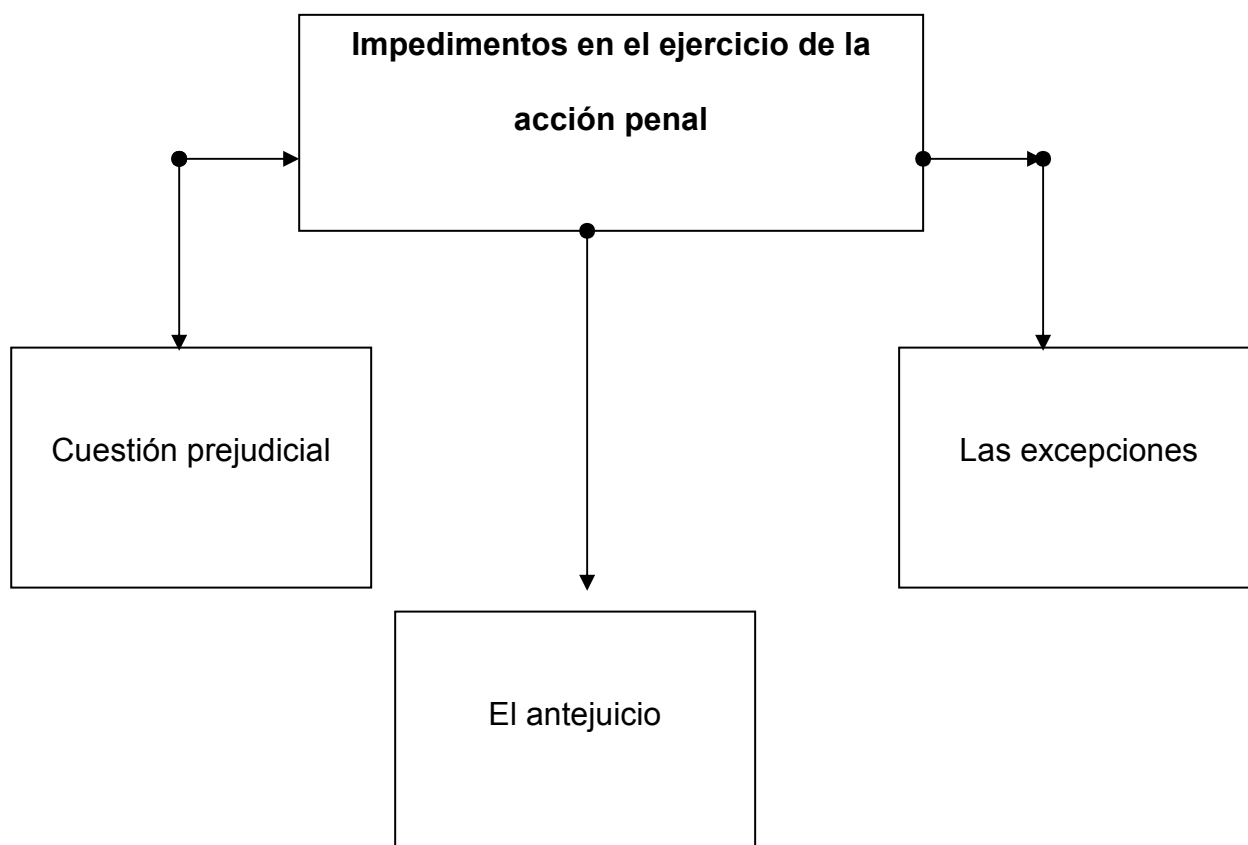 Impedimentos en el ejercicio de la
acción penal
Cuestión prejudicial
Las excepciones
El antejuicio